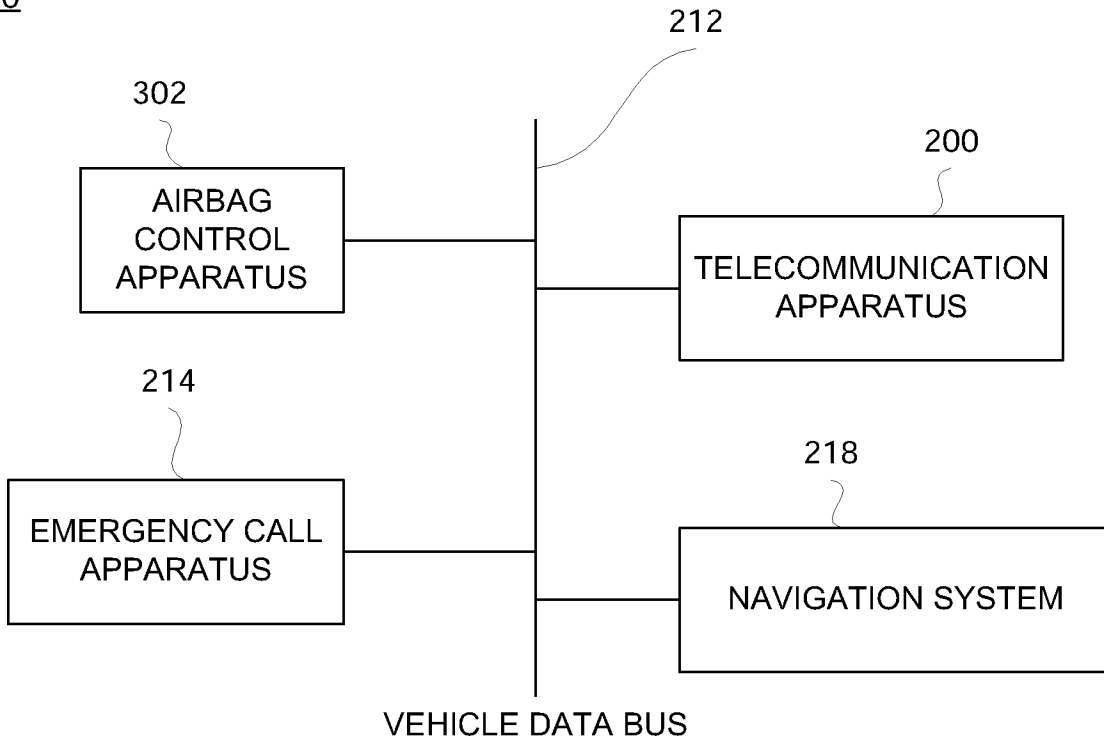 212
302
200
AIRBAG
CONTROL
APPARATUS
TELECOMMUNICATION
APPARATUS
214
218
EMERGENCY CALL
APPARATUS
NAVIGATION SYSTEM
VEHICLE DATA BUS